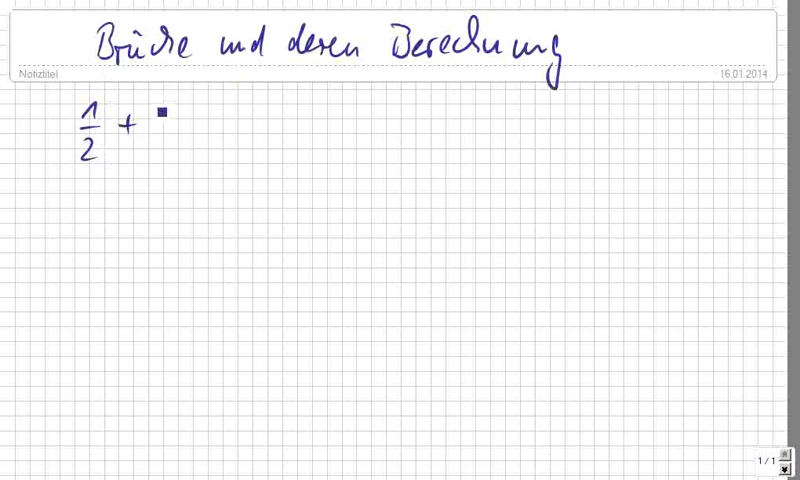 Brüche und deren Berechnung
Notiztitel
16.01.2014
1/2 +
1 / 1